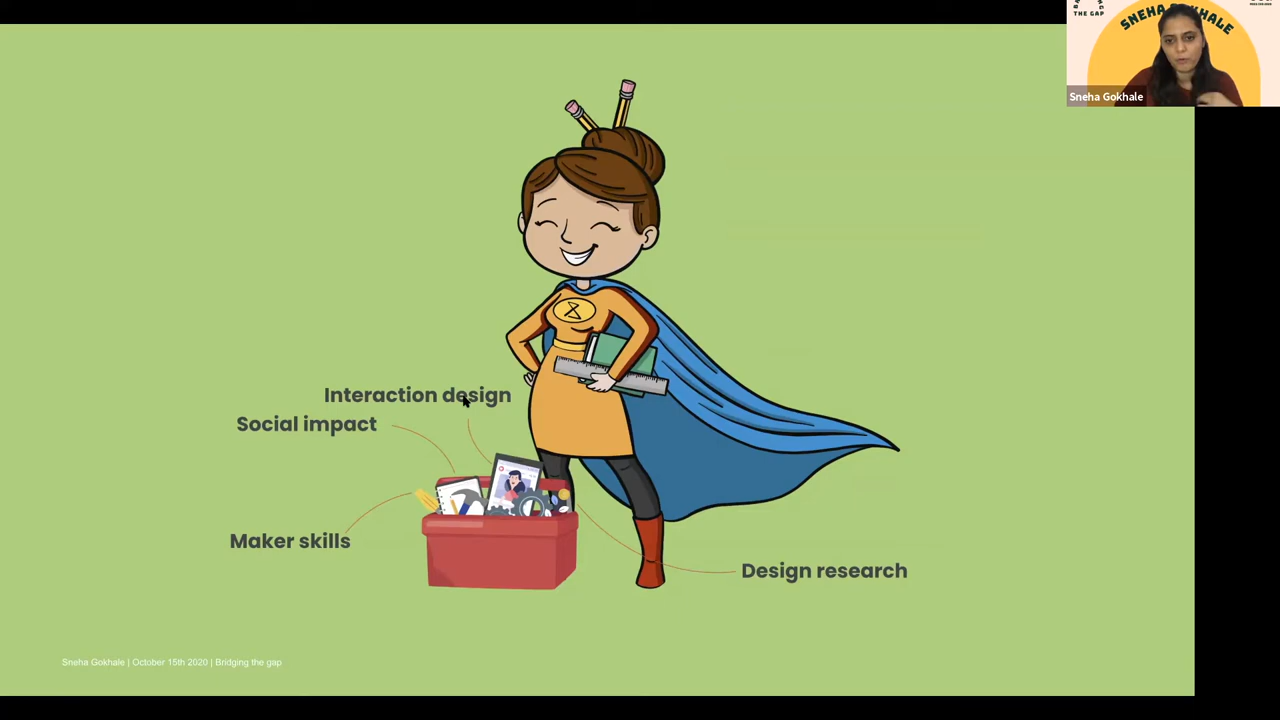 THE GAP
SNEHA GOKHALE
Sneha Gokhale
Interaction design
Social impact
Maker skills
Design research
Sneha Gokhale | October 15th 2020 | Bridging the gap